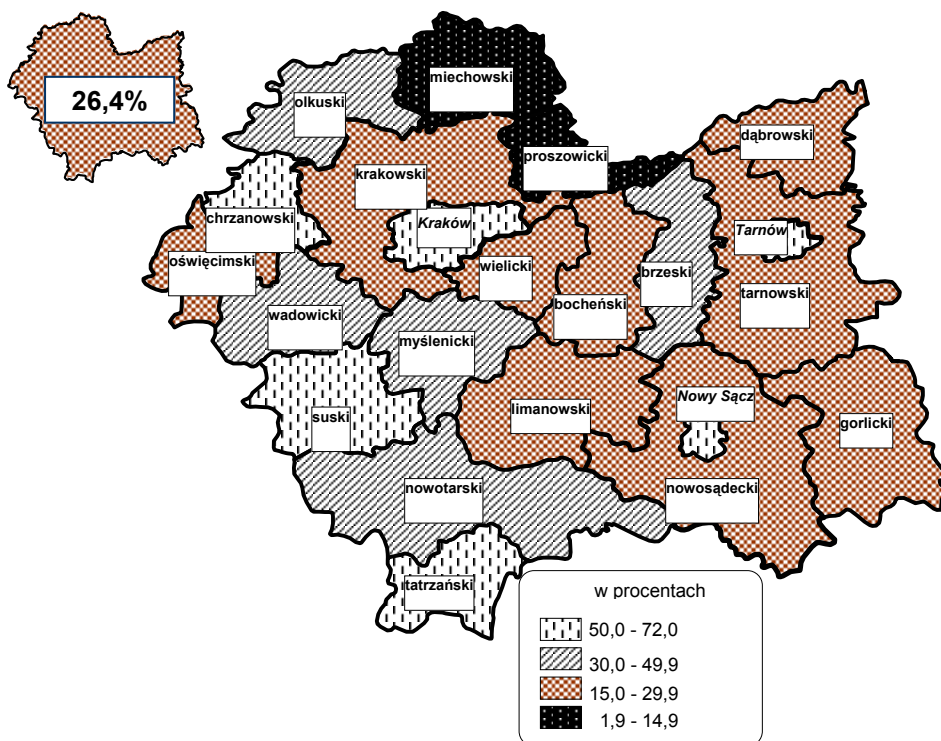 miechowski
26,4%
olkuski
dąbrowski
proszowicki
krakowski
chrzanowski
Kraków
Tarnów
oświęcimski
wielicki
brzeski
tarnowski
bocheński
wadowicki
myślenicki
Nowy Sącz
limanowski
suski
gorlicki
nowotarski
nowosądecki
tatrzański
w procentach
50,0 - 72,0
30,0 - 49,9
15,0 - 29,9
1,9 - 14,9